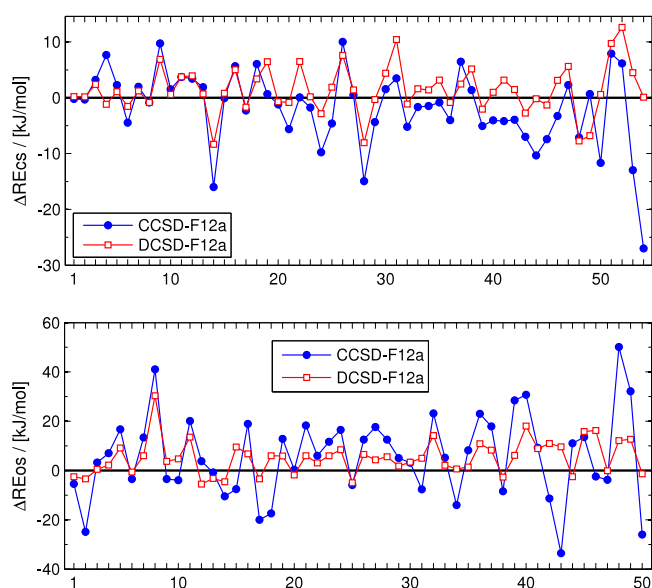 10
0
-10
-20
-30
ΔREcs / [kJ/mol]
CCSD-F12a
DCSD-F12a
1 10 20 30 40 50
60
40
20
0
-20
-40
ΔREos / [kJ/mol]
CCSD-F12a
DCSD-F12a
1 10 20 30 40 50